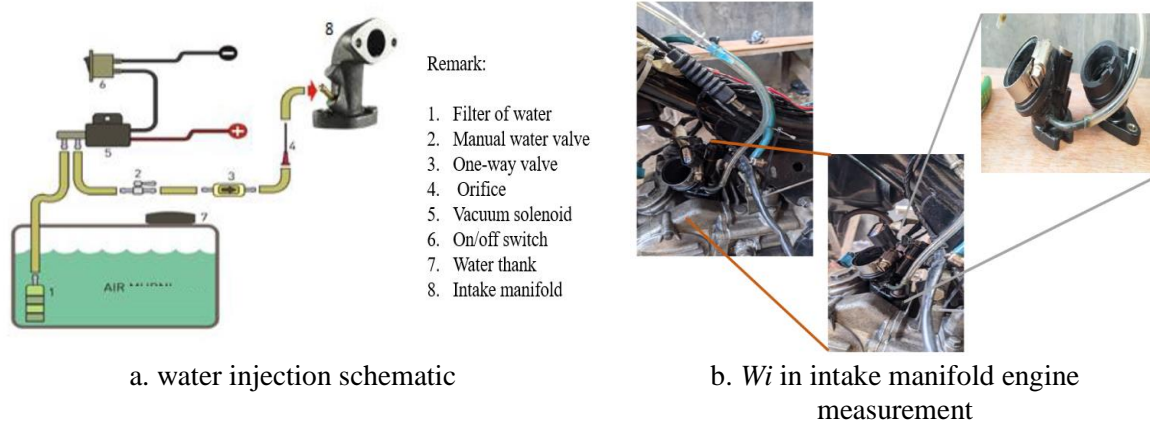 8
6
5
2
3
4
7
1
AIR
Remark:
1. Filter of water
2. Manual water valve
3. One-way valve
4. Orifice
5. Vacuum solenoid
6. On/off switch
7. Water thank
8. Intake manifold
a. water injection schematic
b. Wi in intake manifold engine
measurement